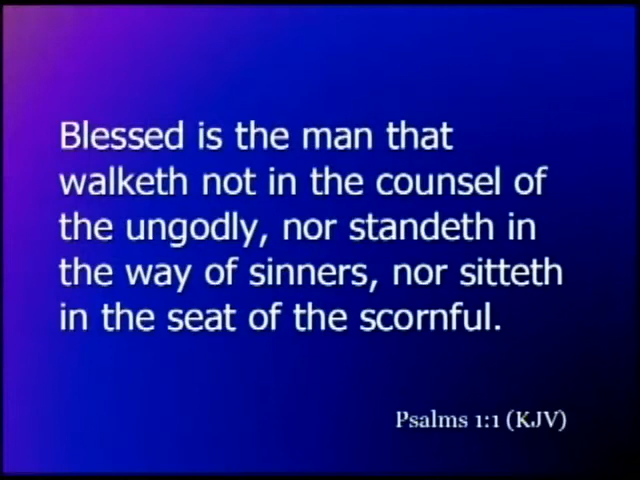 Blessed is the man that
walketh not in the counsel of
the ungodly, nor standeth in
the way of sinners, nor sitteth
in the seat of the scornful.
Psalms 1:1 (KJV)